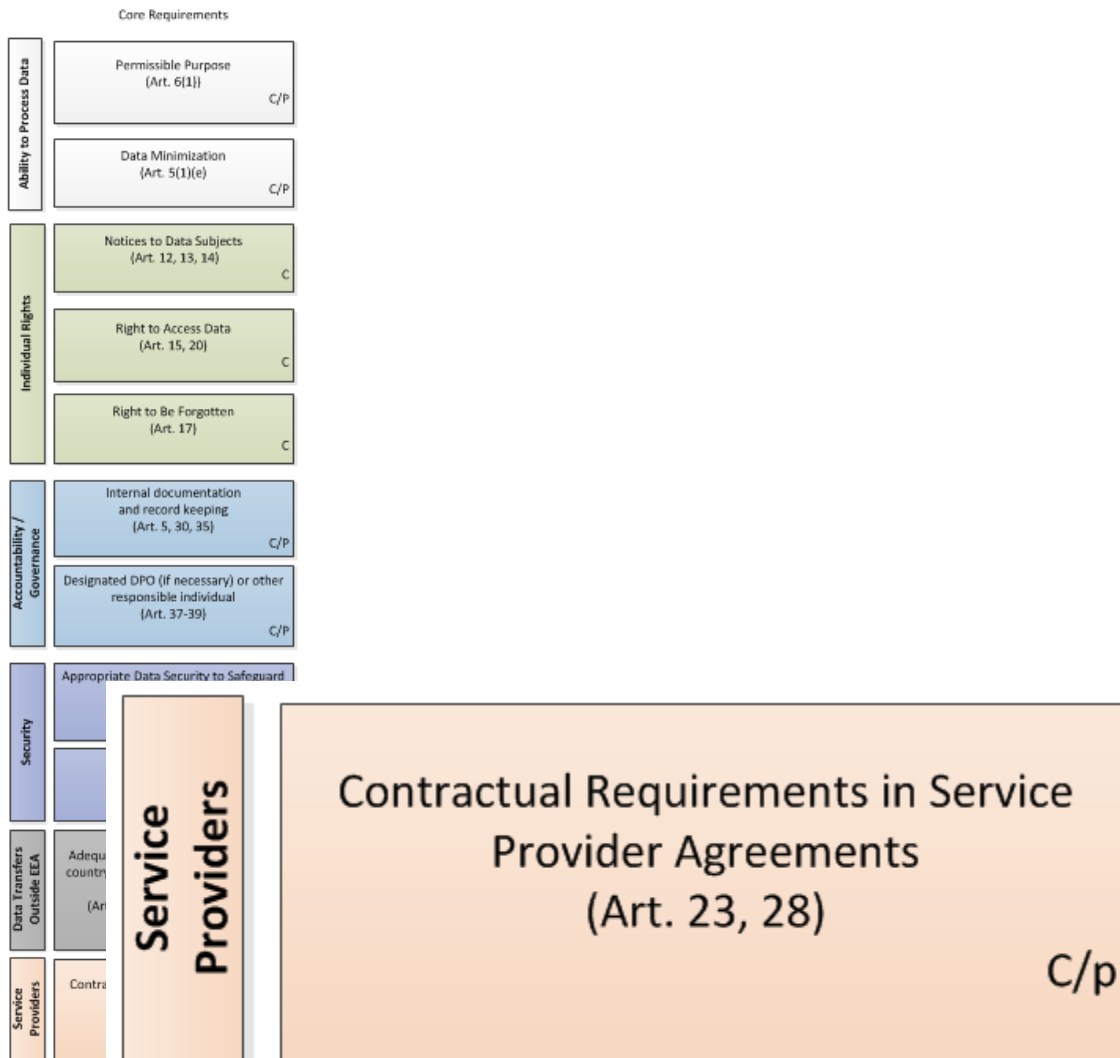 Core Requirements
Ability to Process Data
Permissible Purpose
(Art. 6(1))
C/P
Data Minimization
(Art. 5(1)(e)
C/P
Individual Rights
Notices to Data Subjects
(Art. 12, 13, 14)
C
Right to Access Data
(Art. 15, 20)
C
Right to Be Forgotten
(Art. 17)
C
Accountability /
Governance
Internal documentation
and record keeping
(Art. 5, 30, 35)
C/P
Designated DPO (if necessary) or other
responsible individual
(Art. 37-39)
C/P
Security
Appropriate Data Security to Safeguard
Data Transfers
Outside EEA
Adequ
country
(Art
Service
Providers
Contra
Service
Providers
Contractual Requirements in Service
Provider Agreements
(Art. 23, 28)
C/p